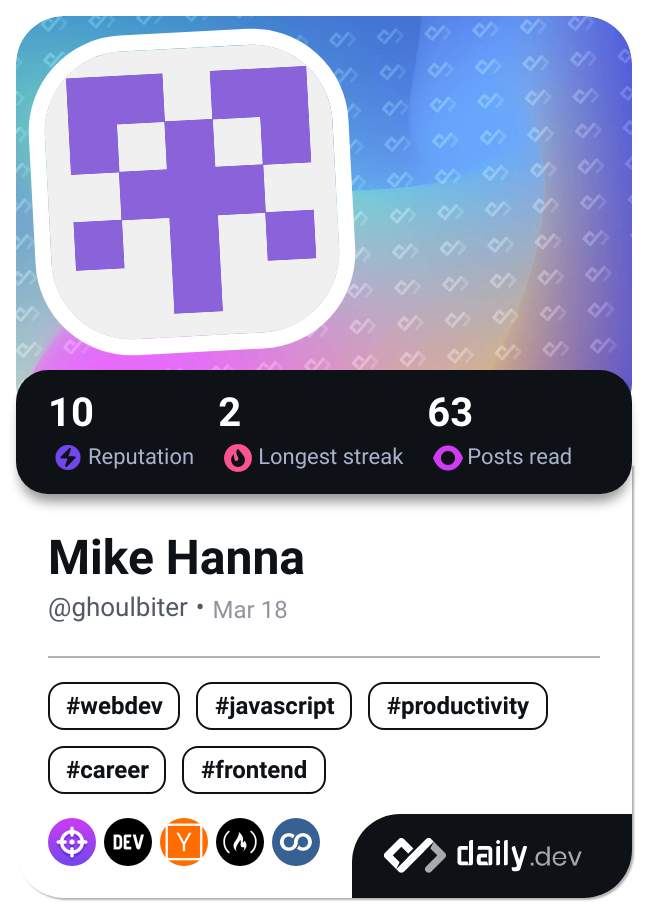 10 2 63
Reputation Longest streak Posts read
Mike Hanna
@ghoulbiter • Mar 18
#webdev #javascript #productivity
#career #frontend
DEV Y daily.dev